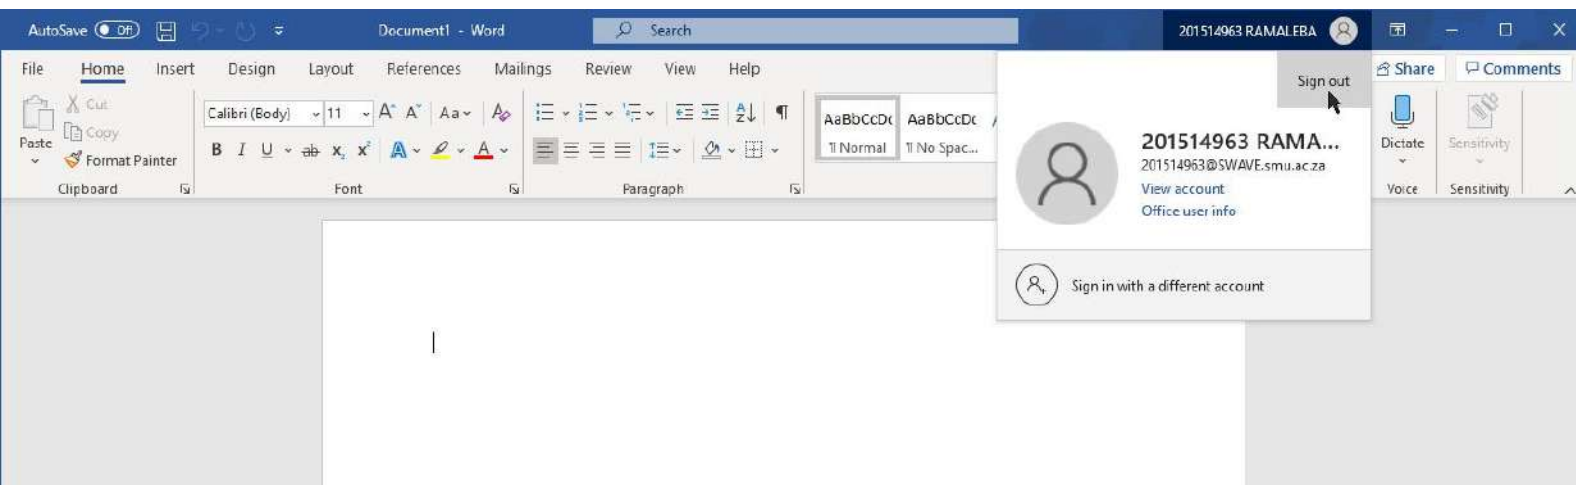 AutoSave Off Document1 - Word Search 201514963 RAMALEBA
File Home Insert Design Layout References Mailings Review View Help Share Comments
Sign out
Paste
Cut
Copy
Format Painter
Clipboard
Calibri (Body) 11 A A Aa A
B I U ab x₂ x² A A
Font
Paragraph
AaBbCcDc AaBbCcDc
¶ Normal ¶ No Spac...
201514963 RAMA...
201514963@SWAVE.smu.ac.za
View account
Office user info
Sign in with a different account
Dictate
Voice
Sensitivity
Sensitivity